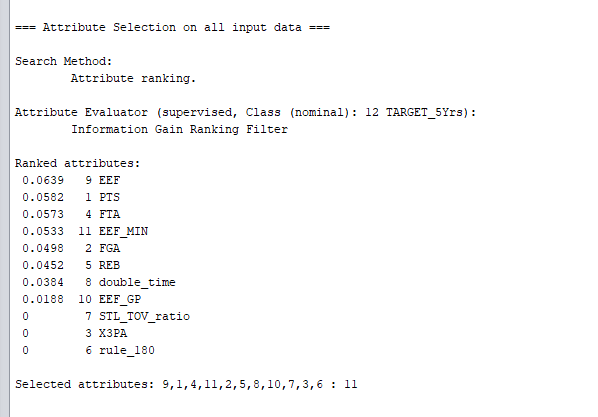 === Attribute Selection on all input data ===
Search Method:
Attribute ranking.
Attribute Evaluator (supervised, Class (nominal): 12 TARGET_5Yrs):
Information Gain Ranking Filter
Ranked attributes:
0.0639 9 EEF
0.0582 1 PTS
0.0573 4 FTA
0.0533 11 EEF_MIN
0.0498 2 FGA
0.0452 5 REB
0.0384 8 double_time
0.0188 10 EEF_GP
0 7 STL_TOV_ratio
0 3 X3PA
0 6 rule_180
Selected attributes: 9,1,4,11,2,5,8,10,7,3,6 : 11